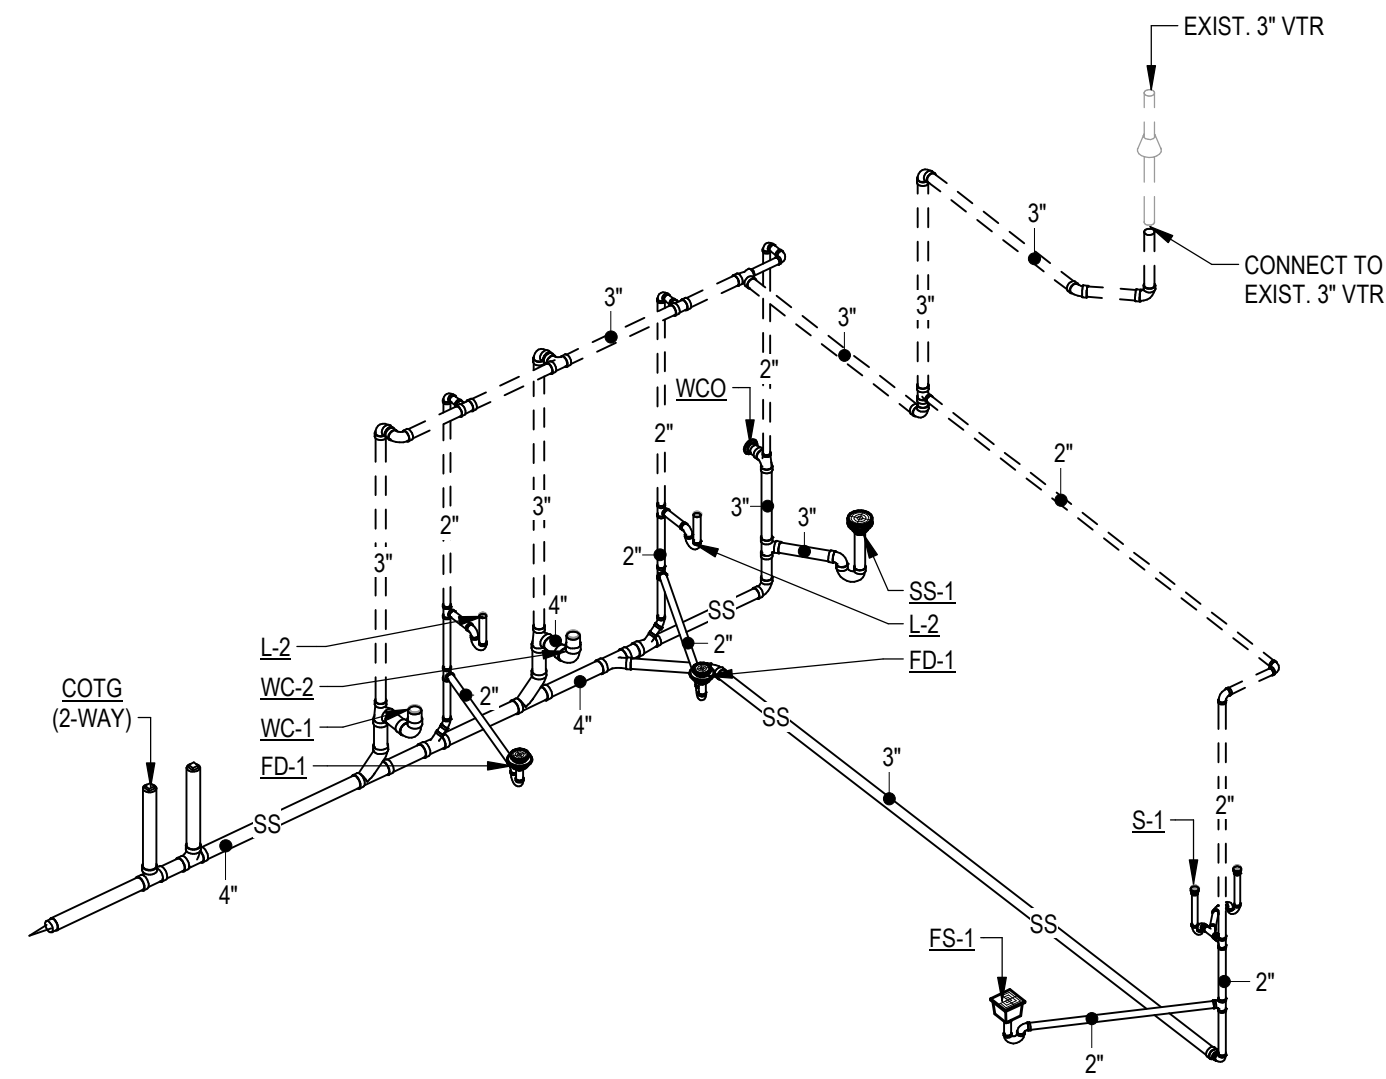 EXIST. 3" VTR
CONNECT TO
EXIST. 3" VTR
3"
3"
3"
3"
2"
WCO
2"
3"
3"
2"
3"
2"
2"
3"
SS-1
L-2
FD-1
SS
2"
4"
L-2
WC-2
WC-1
FD-1
2"
4"
COTG
(2-WAY)
SS
4"
SS
3"
SS
2"
S-1
FS-1
2"
2"